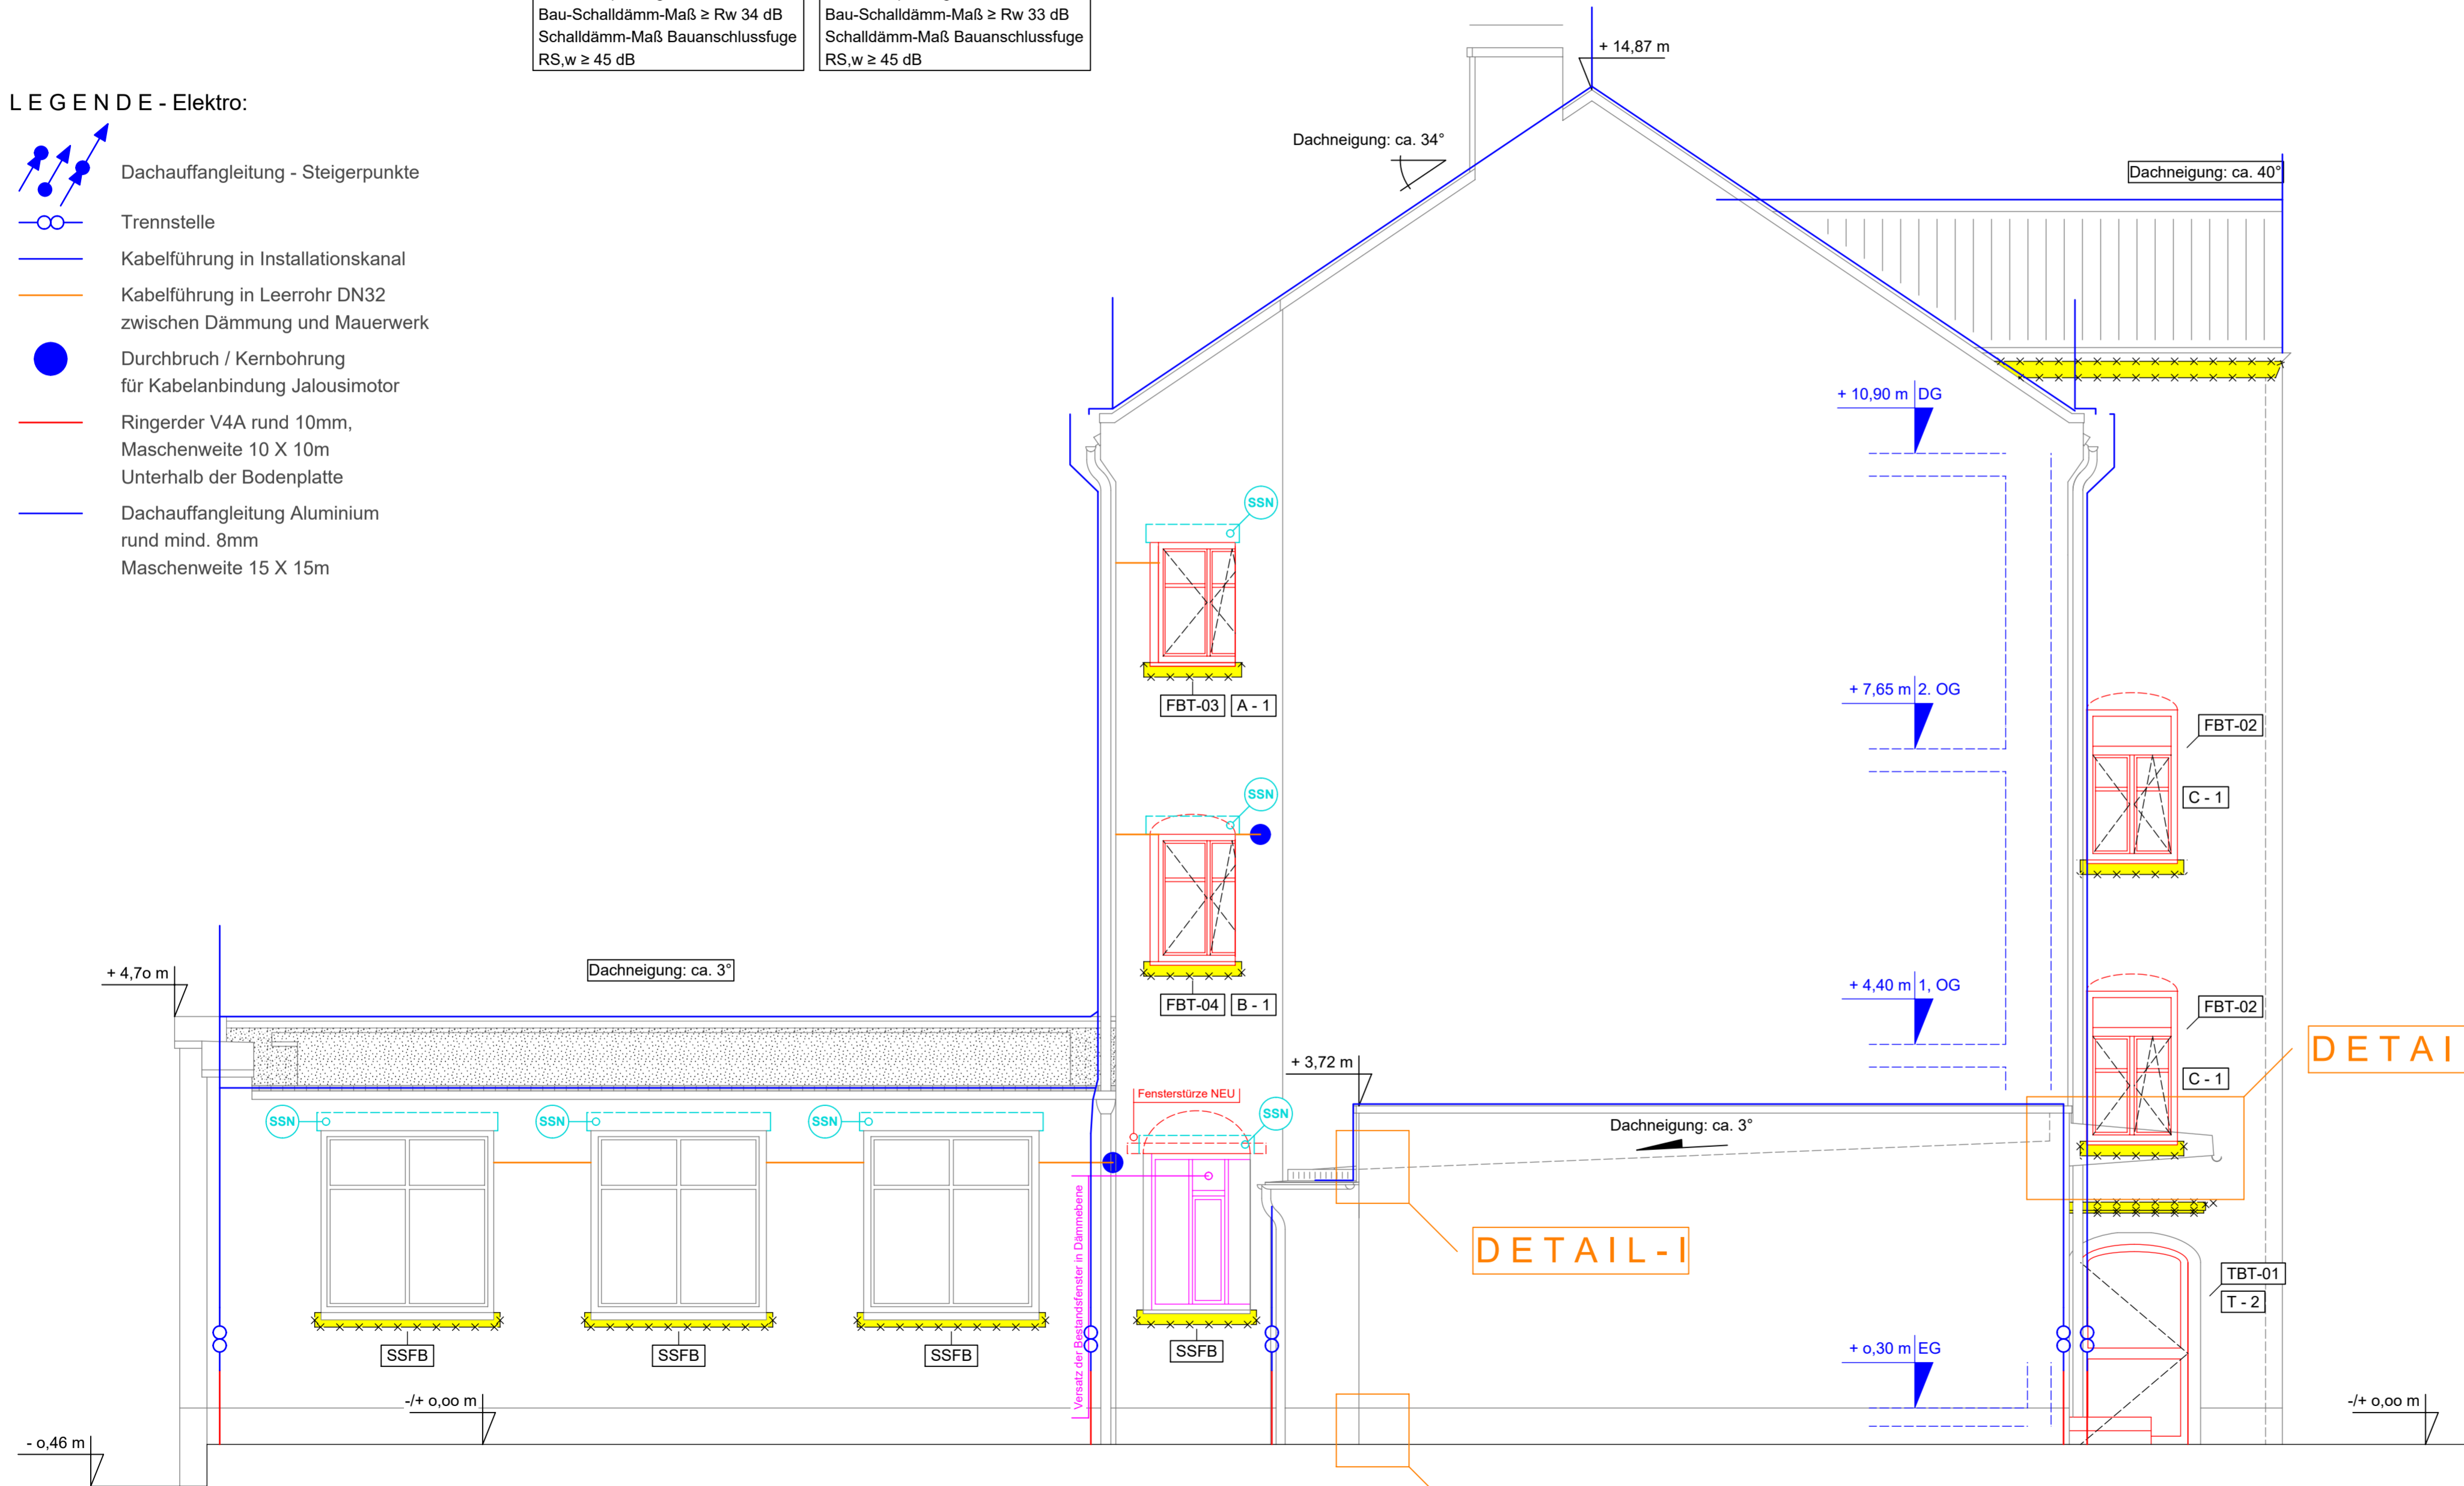 Bau-Schalldämm-Maß ≥ Rw 34 dB
Schalldämm-Maß Bauanschlussfuge
RS,w ≥ 45 dB
Bau-Schalldämm-Maß ≥ Rw 33 dB
Schalldämm-Maß Bauanschlussfuge
RS,w ≥ 45 dB
L E G E N D E - Elektro:
Dachauffangleitung - Steigerpunkte
Trennstelle
Kabelführung in Installationskanal
Kabelführung in Leerrohr DN32
zwischen Dämmung und Mauerwerk
Durchbruch / Kernbohrung
für Kabelanbindung Jalousimotor
Ringerder V4A rund 10mm,
Maschenweite 10 X 10m
Unterhalb der Bodenplatte
Dachauffangleitung Aluminium
rund mind. 8mm
Maschenweite 15 X 15m
+ 14,87 m
Dachneigung: ca. 34°
Dachneigung: ca. 40°
+ 10,90 m DG
SSN
FBT-03 A - 1
+ 7,65 m 2. OG
FBT-02
C - 1
SSN
FBT-04 B - 1
+ 4,40 m 1, OG
FBT-02
C - 1
D E T A I
+ 4,7o m
Dachneigung: ca. 3°
+ 3,72 m
Fensterstürze NEU
SSN
SSN
SSN
SSN
Dachneigung: ca. 3°
Versatz der Bestandsfenster in Dämmebene
D E T A I L - I
TBT-01
T - 2
SSFB
SSFB
SSFB
SSFB
+ o,30 m EG
-/+ o,oo m
-/+ o,oo m
- o,46 m